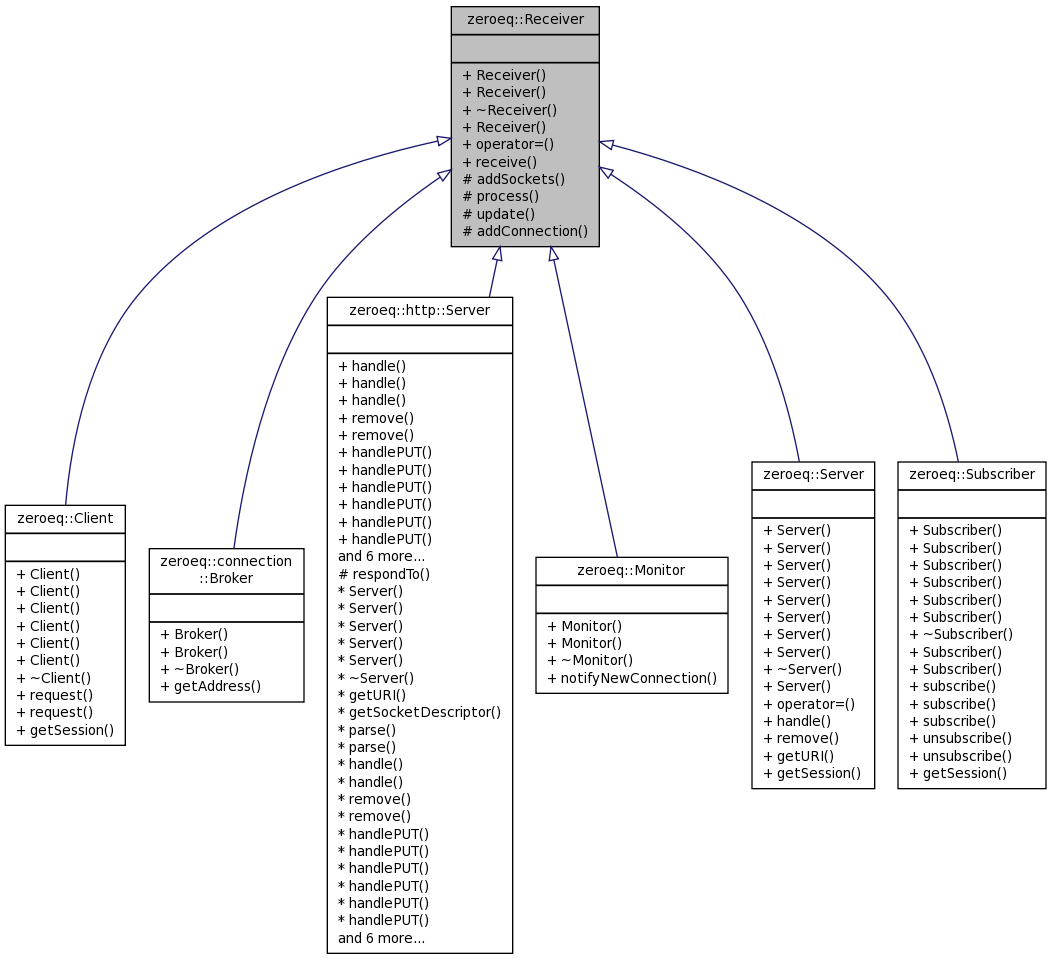 zeroeq::Receiver
+ Receiver()
+ Receiver()
+ ~Receiver()
+ Receiver()
+ operator=()
+ receive()
# addSockets()
# process()
# update()
# addConnection()
zeroeq::Client
+ Client()
+ Client()
+ Client()
+ Client()
+ Client()
+ Client()
+ ~Client()
+ request()
+ request()
+ getSession()
zeroeq::connection
::Broker
+ Broker()
+ Broker()
+ ~Broker()
+ getAddress()
zeroeq::http::Server
+ handle()
+ handle()
+ handle()
+ remove()
+ remove()
+ handlePUT()
+ handlePUT()
+ handlePUT()
+ handlePUT()
+ handlePUT()
+ handlePUT()
and 6 more...
# respondTo()
* Server()
* Server()
* Server()
* Server()
* Server()
* ~Server()
* getURI()
* getSocketDescriptor()
* parse()
* parse()
* handle()
* handle()
* remove()
* remove()
* handlePUT()
* handlePUT()
* handlePUT()
* handlePUT()
* handlePUT()
* handlePUT()
and 6 more...
zeroeq::Monitor
+ Monitor()
+ Monitor()
+ ~Monitor()
+ notifyNewConnection()
zeroeq::Server
+ Server()
+ Server()
+ Server()
+ Server()
+ Server()
+ Server()
+ Server()
+ Server()
+ ~Server()
+ Server()
+ operator=()
+ handle()
+ remove()
+ getURI()
+ getSession()
zeroeq::Subscriber
+ Subscriber()
+ Subscriber()
+ Subscriber()
+ Subscriber()
+ Subscriber()
+ Subscriber()
+ ~Subscriber()
+ Subscriber()
+ Subscriber()
+ subscribe()
+ subscribe()
+ subscribe()
+ unsubscribe()
+ unsubscribe()
+ getSession()